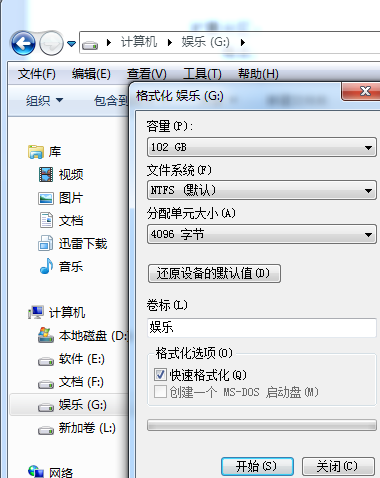 计算机 娱乐 (G:)
文件(F) 编辑(E) 查看(V) 工具(T) 帮助(H)
组织 包含到
格式化 娱乐 (G:)
容量(P):
102 GB
文件系统(F)
NTFS (默认)
分配单元大小(A)
4096 字节
还原设备的默认值(D)
卷标(L)
娱乐
格式化选项(O)
快速格式化(Q)
创建一个 MS-DOS 启动盘(M)
开始(S) 关闭(C)
库
视频
图片
文档
迅雷下载
音乐
计算机
本地磁盘 (D:
软件 (E:)
文档 (F:)
娱乐 (G:)
新加卷 (L:)
网络